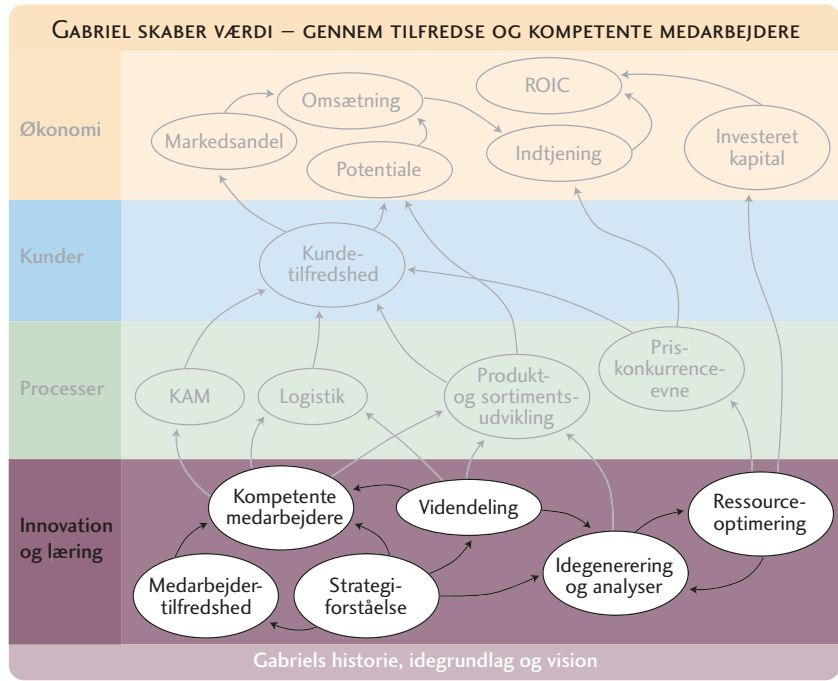 GABRIEL SKABER VÆRDI – GENNEM TILFREDSE OG KOMPETENTE MEDARBEJDERE
Økonomi
Omsætning
ROIC
Markedsandel
Potentiale
Indtjening
Investeret
kapital
Kunder
Kunde-
tilfredshed
Processer
KAM
Logistik
Produkt-
og sortiments-
udvikling
Pris-
konkurrence-
evne
Innovation
og læring
Kompetente
medarbejdere
Videndeling
Ressource-
optimering
Medarbejder-
tilfredshed
Strategi-
forståelse
Idegenerering
og analyser
Gabriels historie, idegrundlag og vision